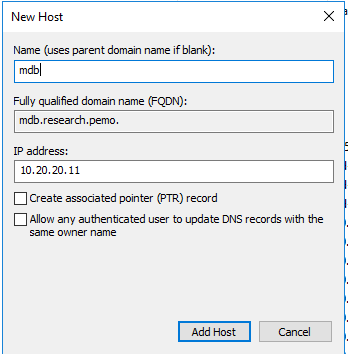 New Host
Name (uses parent domain name if blank):
mdb
Fully qualified domain name (FQDN):
mdb.research.pemo.
IP address:
10.20.20.11
Create associated pointer (PTR) record
Allow any authenticated user to update DNS records with the
same owner name
Add Host
Cancel